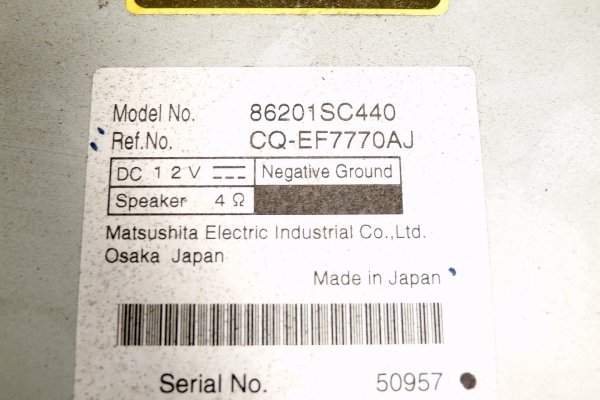 Model No. 86201SC440
Ref.No. CQ-EF7770AJ
DC 12V Negative Ground
Speaker 4Ω
Matsushita Electric Industrial Co.,Ltd.
Osaka Japan
Made in Japan
Serial No. 50957